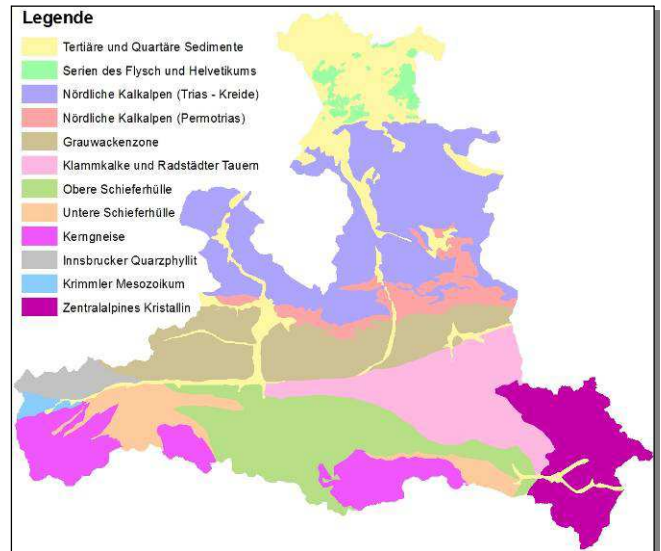 Legende
Tertiäre und Quartäre Sedimente
Serien des Flysch und Helvetikums
Nördliche Kalkalpen (Trias - Kreide)
Nördliche Kalkalpen (Permotrias)
Grauwackenzone
Klammkalke und Radstädter Tauern
Obere Schieferhülle
Untere Schieferhülle
Kerngneise
Innsbrucker Quarzphyllit
Krimmler Mesozoikum
Zentralalpines Kristallin